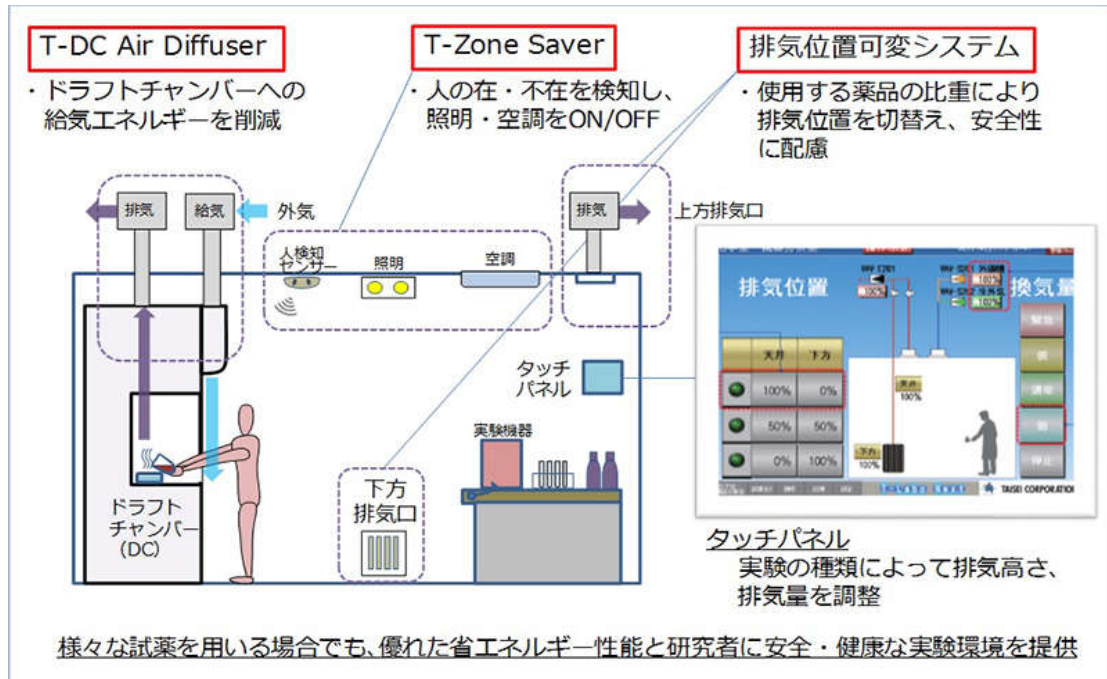 T-DC Air Diffuser
・ドラフトチャンバーへの
給気エネルギーを削減
T-Zone Saver
・人の在・不在を検知し、
照明・空調をON/OFF
排気位置可変システム
・使用する薬品の比重により
排気位置を切替え、安全性
に配慮
排気
給気
外気
人検知
センサー
照明
空調
排気
上方排気口
タッチ
パネル
実験機器
下方
排気口
ドラフト
チャンバー
(DC)
排気位置
換気量
天井
下方
100%
0%
50%
50%
0%
100%
100%
100%
100%
天井
100%
下方
100%
停止
TAISEI CORPORATION
タッチパネル
実験の種類によって排気高さ、
排気量を調整
様々な試薬を用いる場合でも、優れた省エネルギー性能と研究者に安全・健康な実験環境を提供